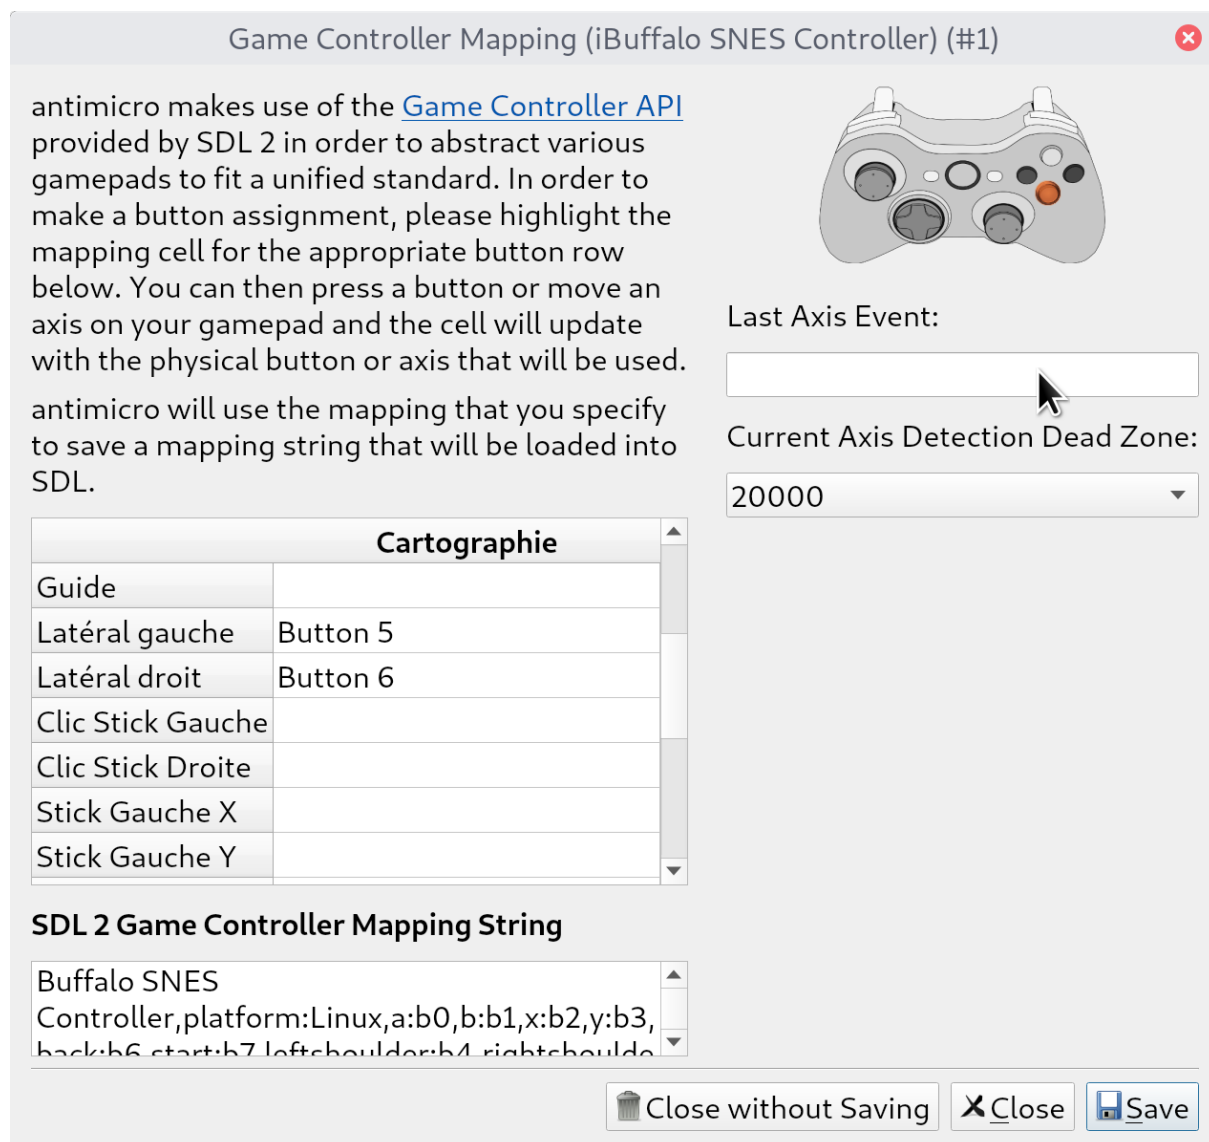 Game Controller Mapping (iBuffalo SNES Controller) (#1)
antimicro makes use of the Game Controller API
provided by SDL 2 in order to abstract various
gamepads to fit a unified standard. In order to
make a button assignment, please highlight the
mapping cell for the appropriate button row
below. You can then press a button or move an
axis on your gamepad and the cell will update
with the physical button or axis that will be used.
antimicro will use the mapping that you specify
to save a mapping string that will be loaded into
SDL.
Last Axis Event:
Current Axis Detection Dead Zone:
20000
Cartographie
Guide
Latéral gauche Button 5
Latéral droit Button 6
Clic Stick Gauche
Clic Stick Droite
Stick Gauche X
Stick Gauche Y
SDL 2 Game Controller Mapping String
Buffalo SNES
Controller,platform:Linux,a:b0,b:b1,x:b2,y:b3,
back:b6,start:b7,leftshoulder:b4,rightshoulde
Close without Saving
Close
Save